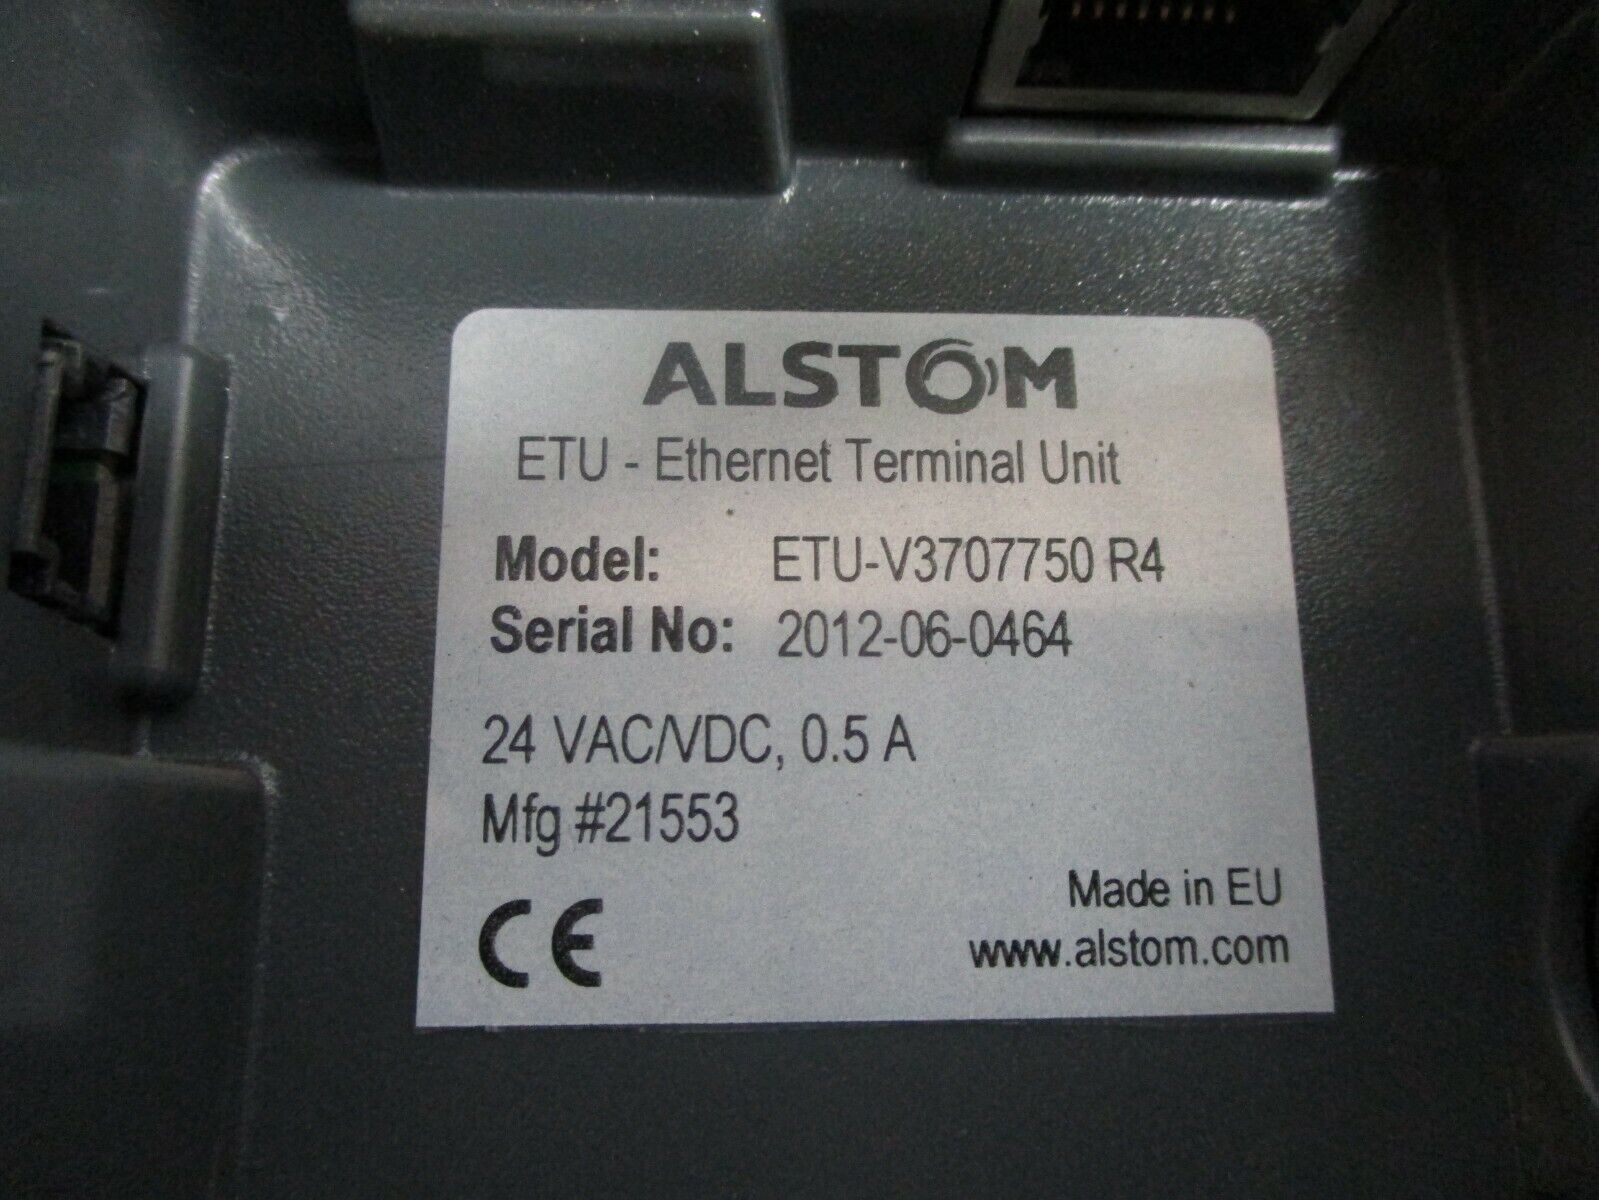 ALSTOM
ETU - Ethernet Terminal Unit
Model: ETU-V3707750 R4
Serial No: 2012-06-0464
24 VAC/VDC, 0.5 A
Mfg #21553
CE
Made in EU
www.alstom.com